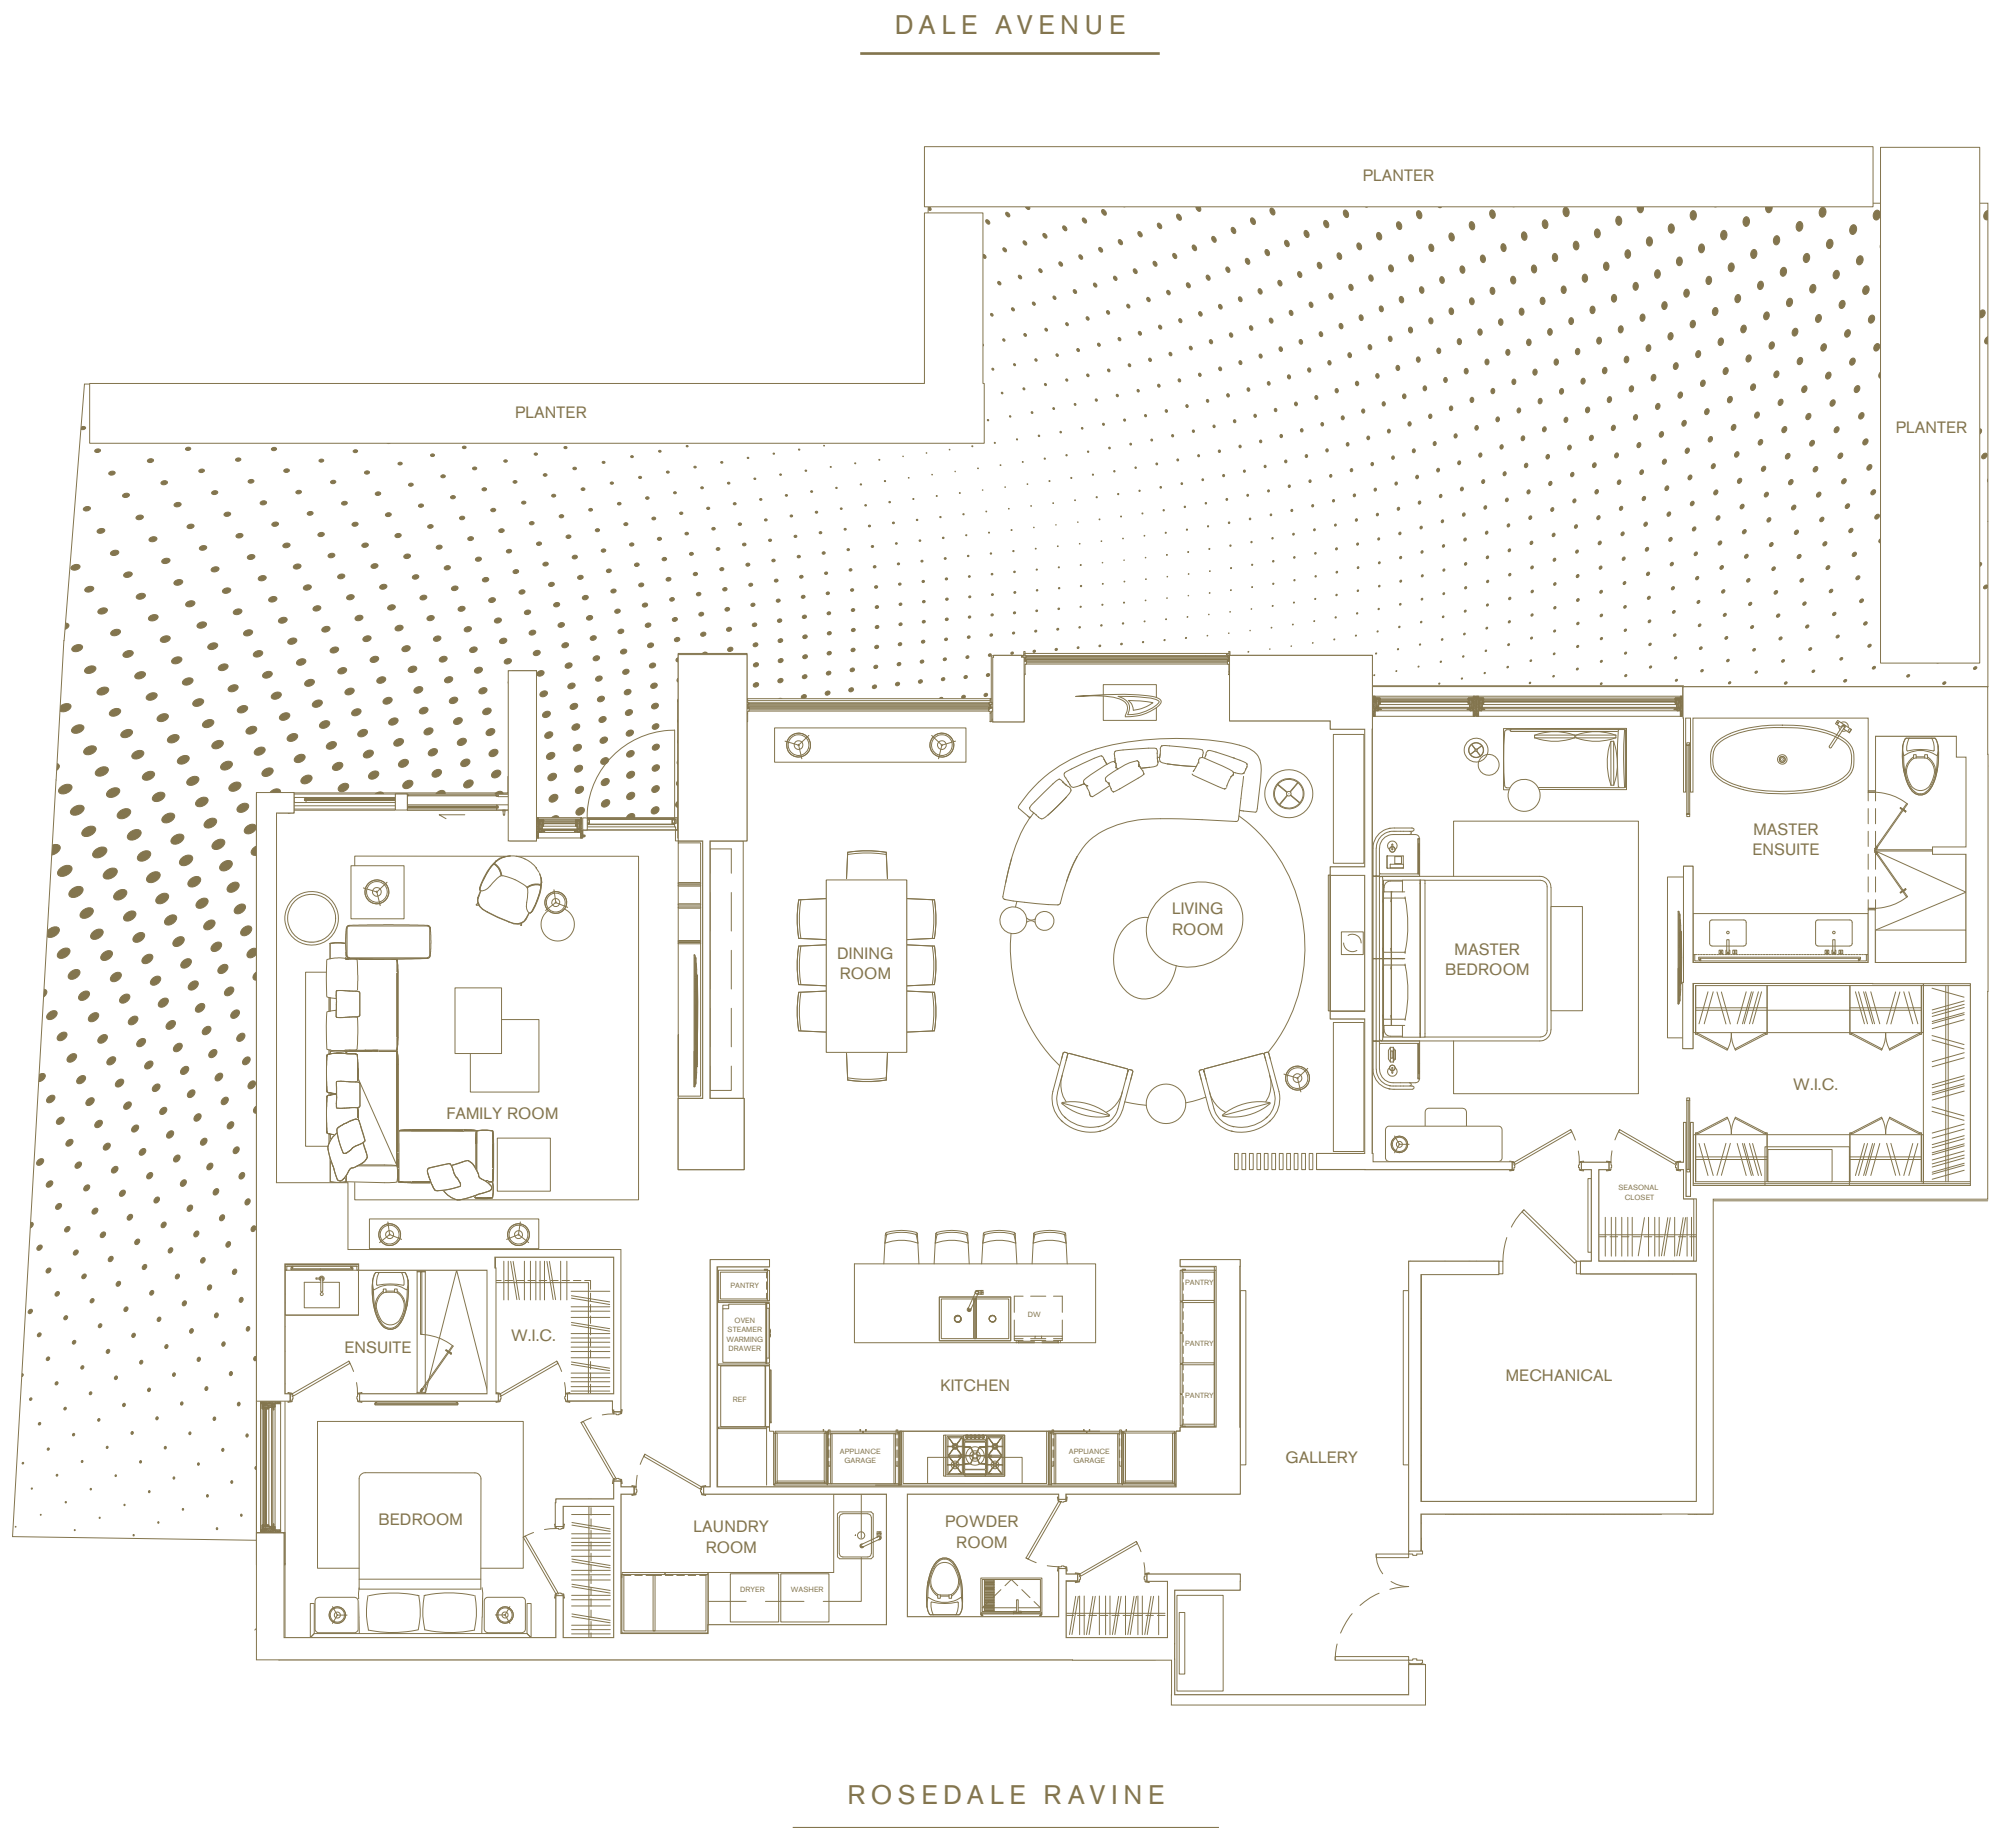 DALE AVENUE
PLANTER
PLANTER
PLANTER
MASTER
ENSUITE
LIVING
ROOM
DINING
ROOM
MASTER
BEDROOM
W.I.C.
FAMILY ROOM
SEASONAL
CLOSET
PANTRY
PANTRY
OVEN
STEAMER
WARMING
DRAWER
DW
ENSUITE
W.I.C.
PANTRY
KITCHEN
MECHANICAL
REF
PANTRY
APPLIANCE
GARAGE
APPLIANCE
GARAGE
GALLERY
BEDROOM
LAUNDRY
ROOM
POWDER
ROOM
DRYER
WASHER
ROSEDALE RAVINE